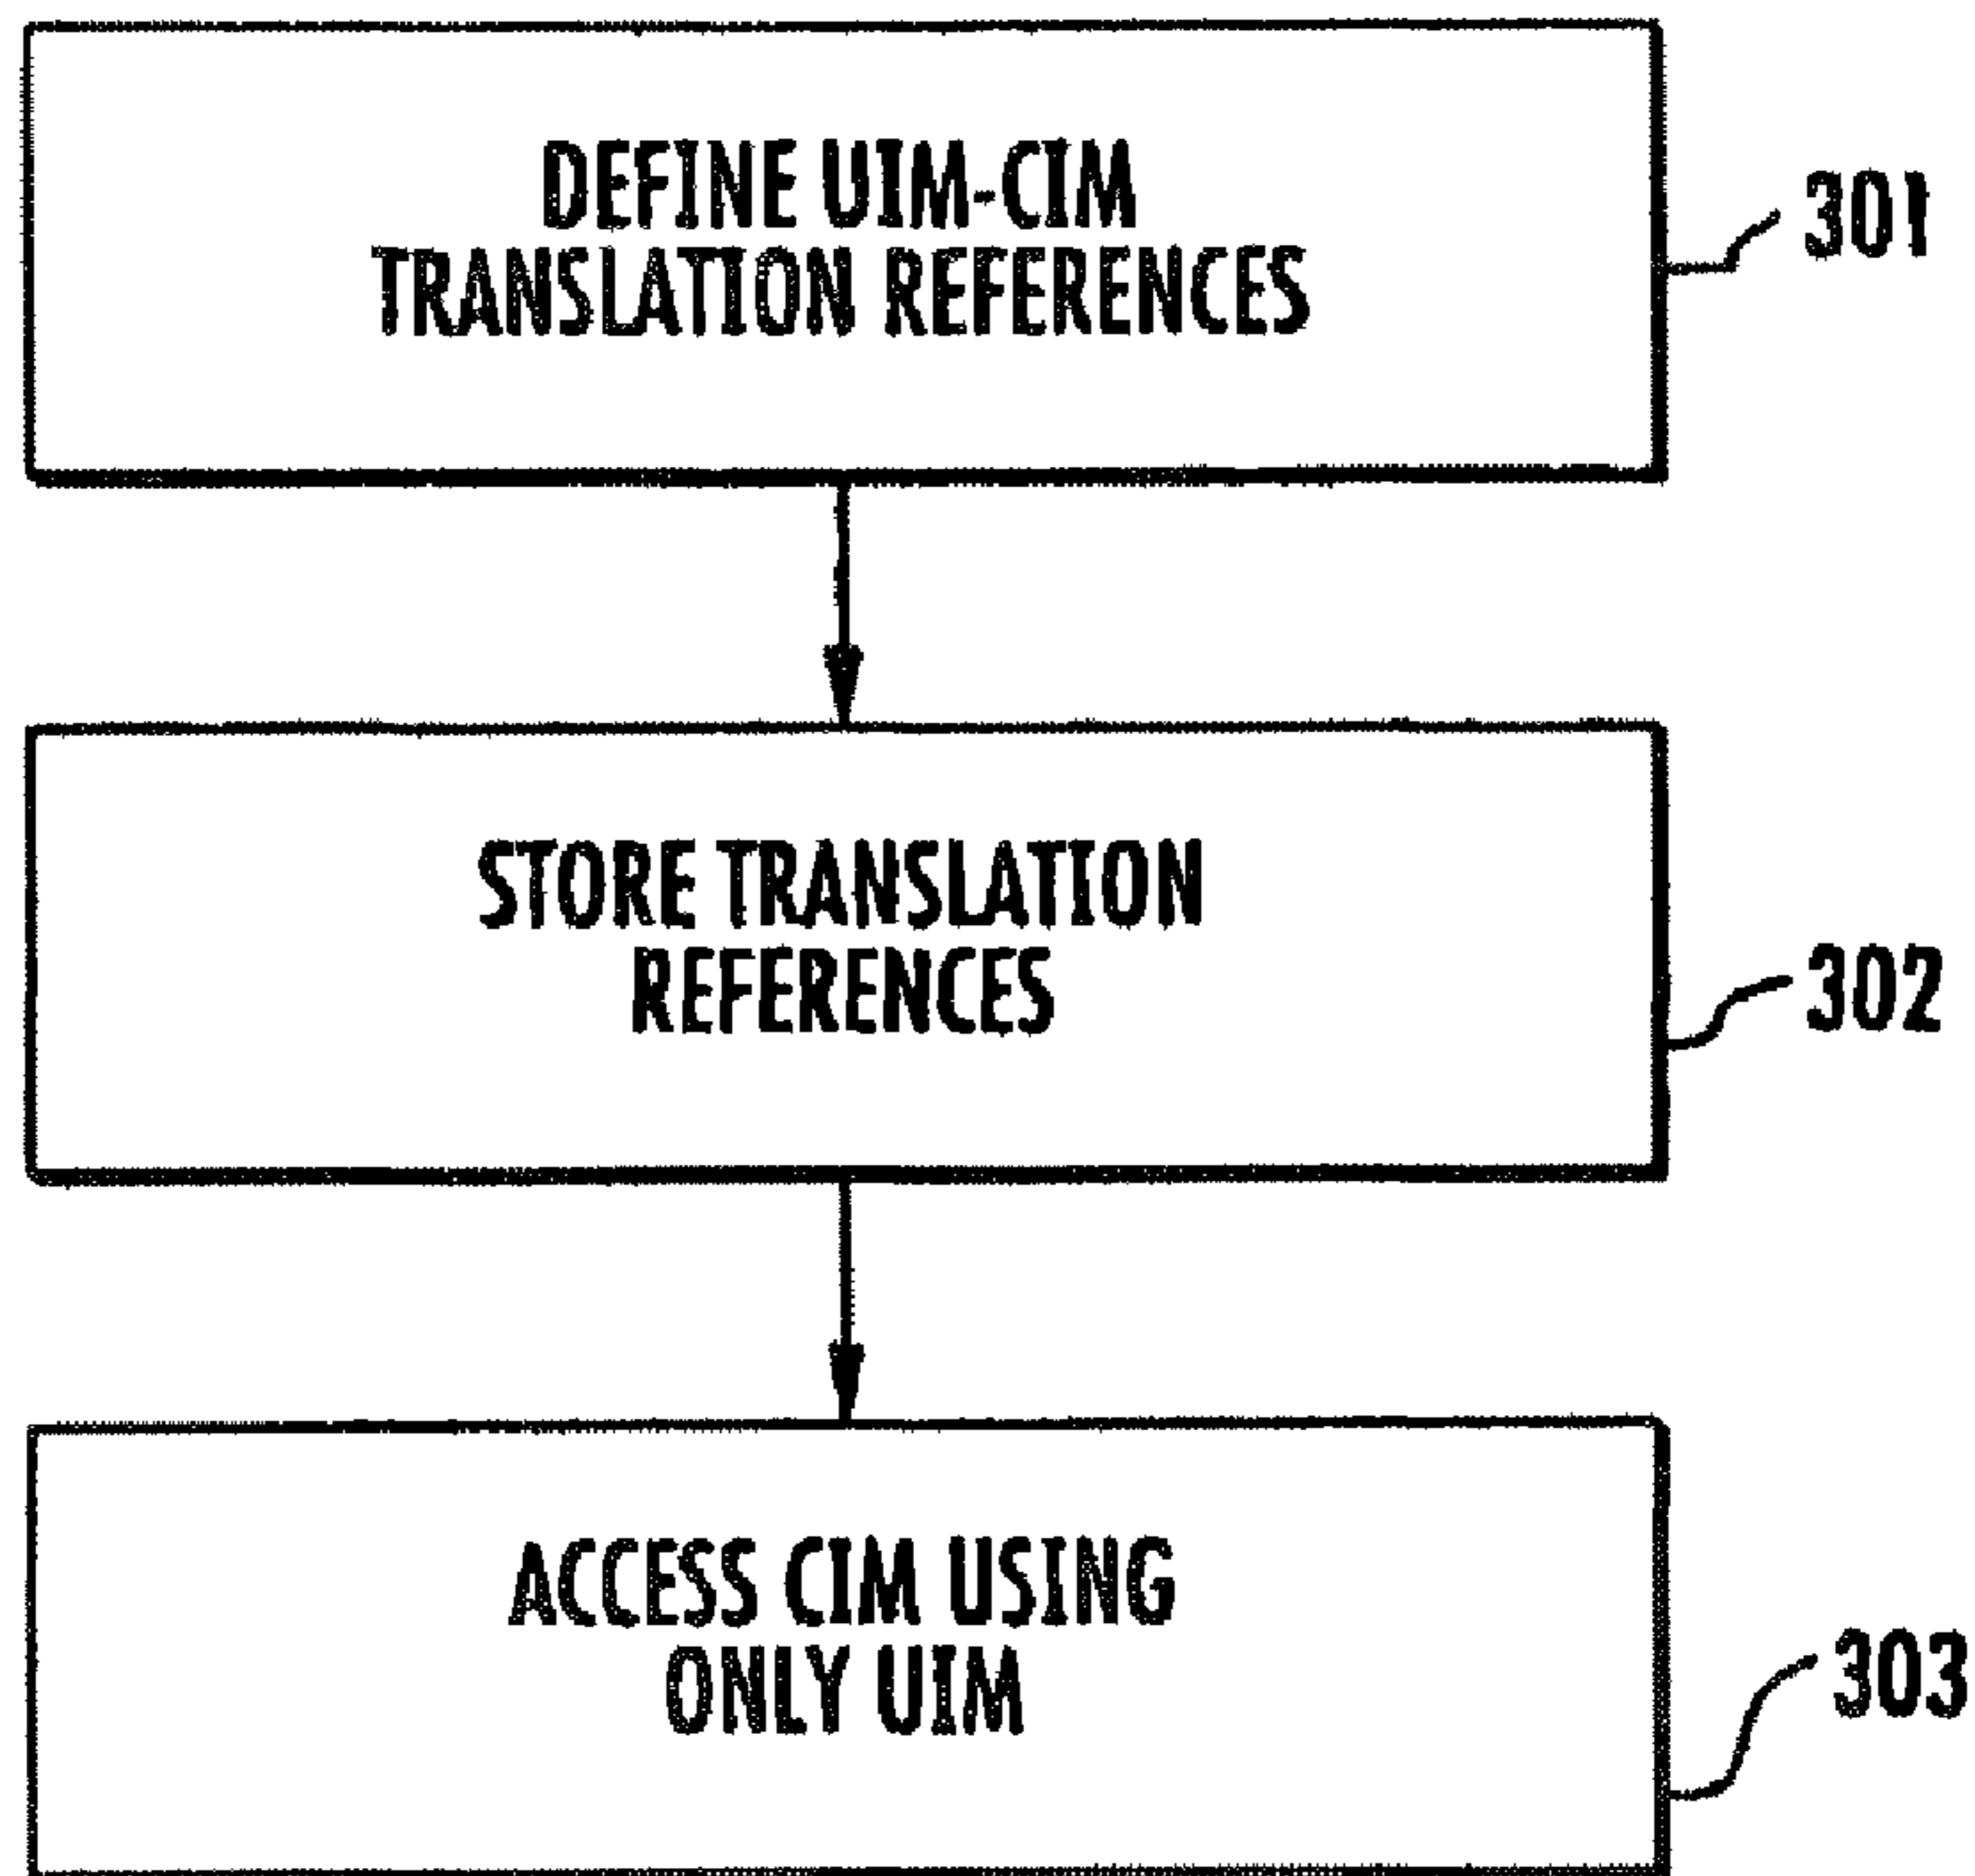 DEFINE UIM-CIM
TRANSLATION REFERENCES
301
STORE TRANSLATION
REFERENCES
302
ACCESS CIM USING
ONLY UIM
303